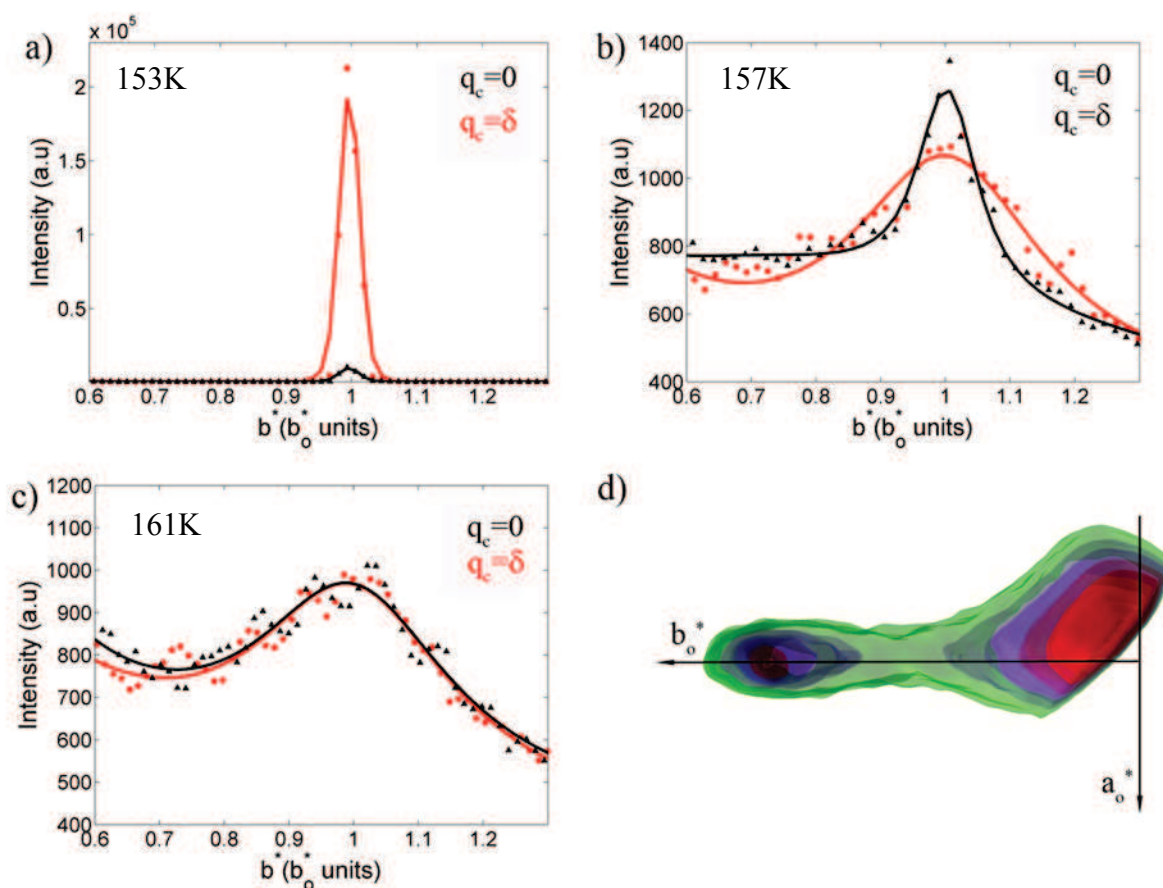 a)
× 10⁵
153K
q_c=0
q_c=δ
Intensity (a.u)
2
1.5
1
0.5
0.6 0.7 0.8 0.9 1 1.1 1.2
b*(b_o* units)
b)
157K
q_c=0
q_c=δ
Intensity (a.u)
1400
1200
1000
800
600
400
0.6 0.7 0.8 0.9 1 1.1 1.2
b*(b_o* units)
c)
161K
q_c=0
q_c=δ
Intensity (a.u)
1200
1100
1000
900
800
700
600
500
400
0.6 0.7 0.8 0.9 1 1.1 1.2
b*(b_o* units)
d)
b_o*
a_o*